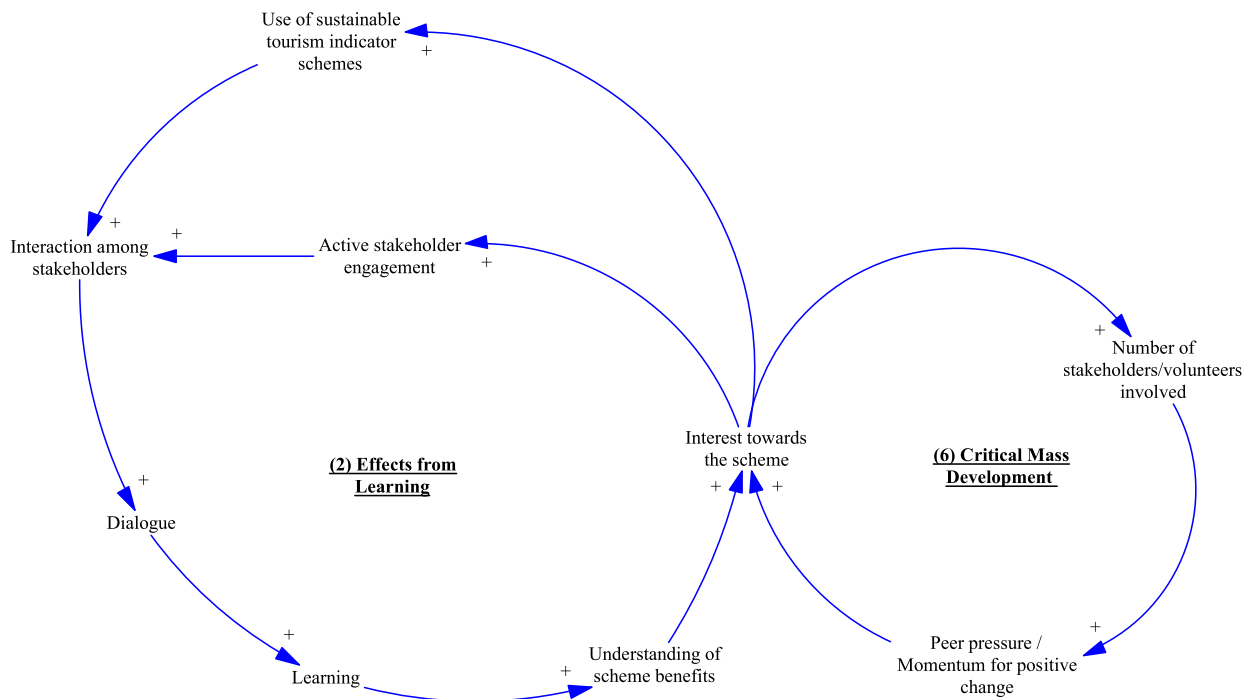 Use of sustainable
tourism indicator
schemes
+
+
+
Interaction among
stakeholders
Active stakeholder
engagement
+
+
Number of
stakeholders/volunteers
involved
Interest towards
the scheme
(2) Effects from
Learning
(6) Critical Mass
Development
+
+
+
Dialogue
+
+
Peer pressure /
Momentum for positive
change
Understanding of
scheme benefits
+
Learning